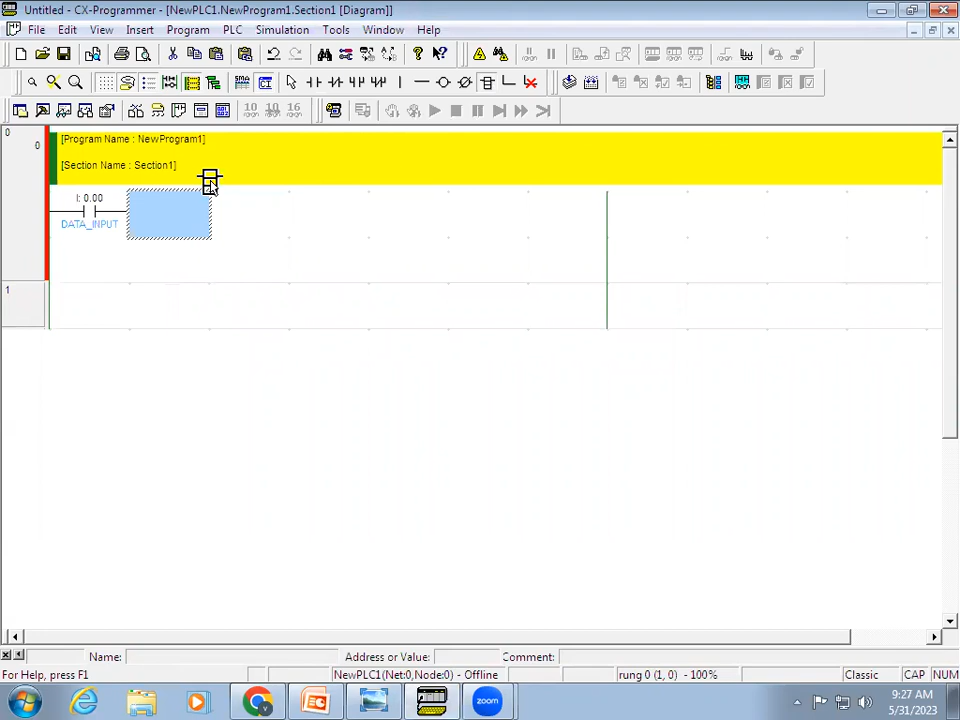 Untitled - CX-Programmer - [NewPLC1.NewProgram1.Section1 [Diagram]]
File Edit View Insert Program PLC Simulation Tools Window Help
10 10 16
0
0
[Program Name : NewProgram1]
[Section Name : Section1]
I: 0.00
DATA_INPUT
1
Name: Address or Value: Comment:
For Help, press F1 NewPLC1(Net:0,Node:0) - Offline rung 0 (1, 0) - 100% Classic CAP NUM
zoom
9:27 AM
5/31/2023